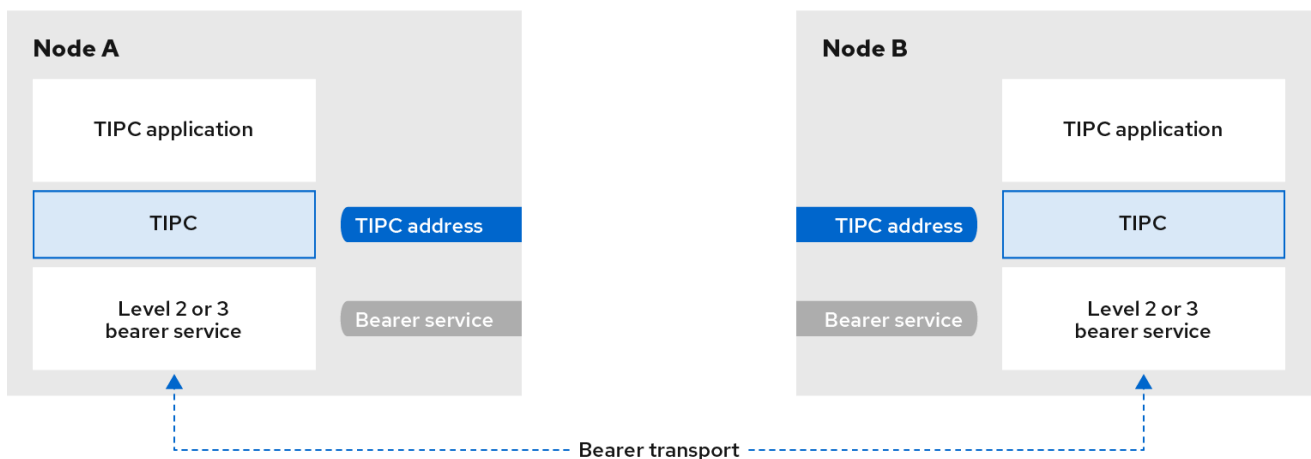 Node A
TIPC application
TIPC
TIPC address
Level 2 or 3
bearer service
Bearer service
Node B
TIPC application
TIPC address
TIPC
Bearer service
Level 2 or 3
bearer service
Bearer transport